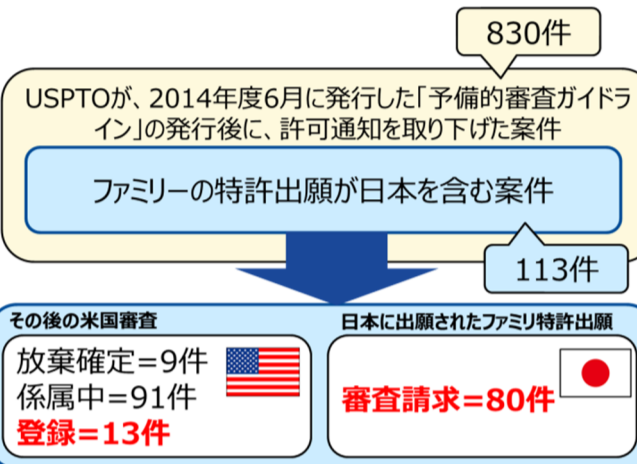 830件
USPTOが、2014年度6月に発行した「予備的審査ガイドラ
イン」の発行後に、許可通知を取り下げた案件
ファミリーの特許出願が日本を含む案件
113件
その後の米国審査
放棄確定=9件
係属中=91件
登録=13件
日本に出願されたファミリ特許出願
審査請求=80件